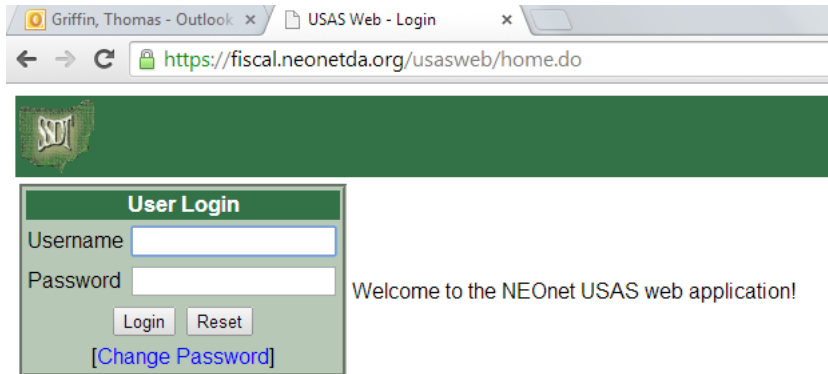 Griffin, Thomas - Outlook
USAS Web - Login
https://fiscal.neonetda.org/usasweb/home.do
SSDT
User Login
Username
Password
Welcome to the NEOnet USAS web application!
Login Reset
[Change Password]